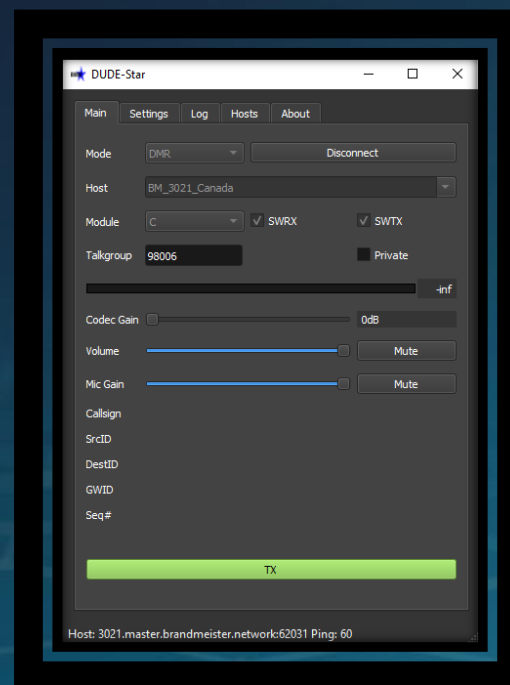 DUDE-Star
Main Settings Log Hosts About
Mode DMR Disconnect
Host BM_3021_Canada
Module C SWRX SWTX
Talkgroup 98006 Private
-inf
Codec Gain 0dB
Volume Mute
Mic Gain Mute
Callsign
SrcID
DestID
GWID
Seq#
TX
Host: 3021.master.brandmeister.network:62031 Ping: 60